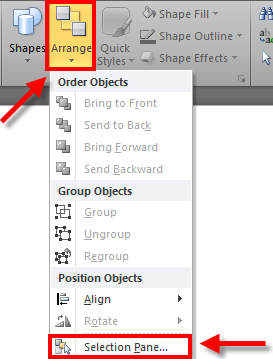 Shapes
Arrange
Quick
Styles
Shape Fill
Shape Outline
Shape Effects
Order Objects
Bring to Front
Send to Back
Bring Forward
Send Backward
Group Objects
Group
Ungroup
Regroup
Position Objects
Align
Rotate
Selection Pane...